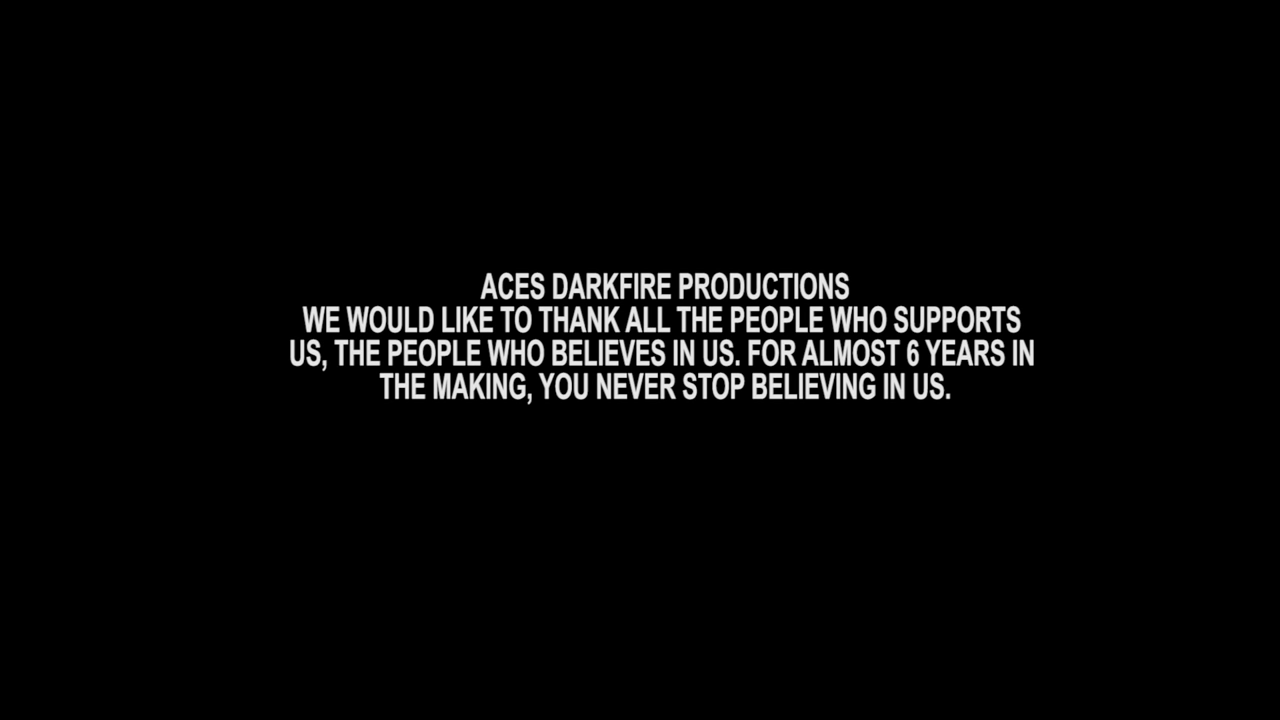 ACES DARKFIRE PRODUCTIONS
WE WOULD LIKE TO THANK ALL THE PEOPLE WHO SUPPORTS
US, THE PEOPLE WHO BELIEVES IN US. FOR ALMOST 6 YEARS IN
THE MAKING, YOU NEVER STOP BELIEVING IN US.